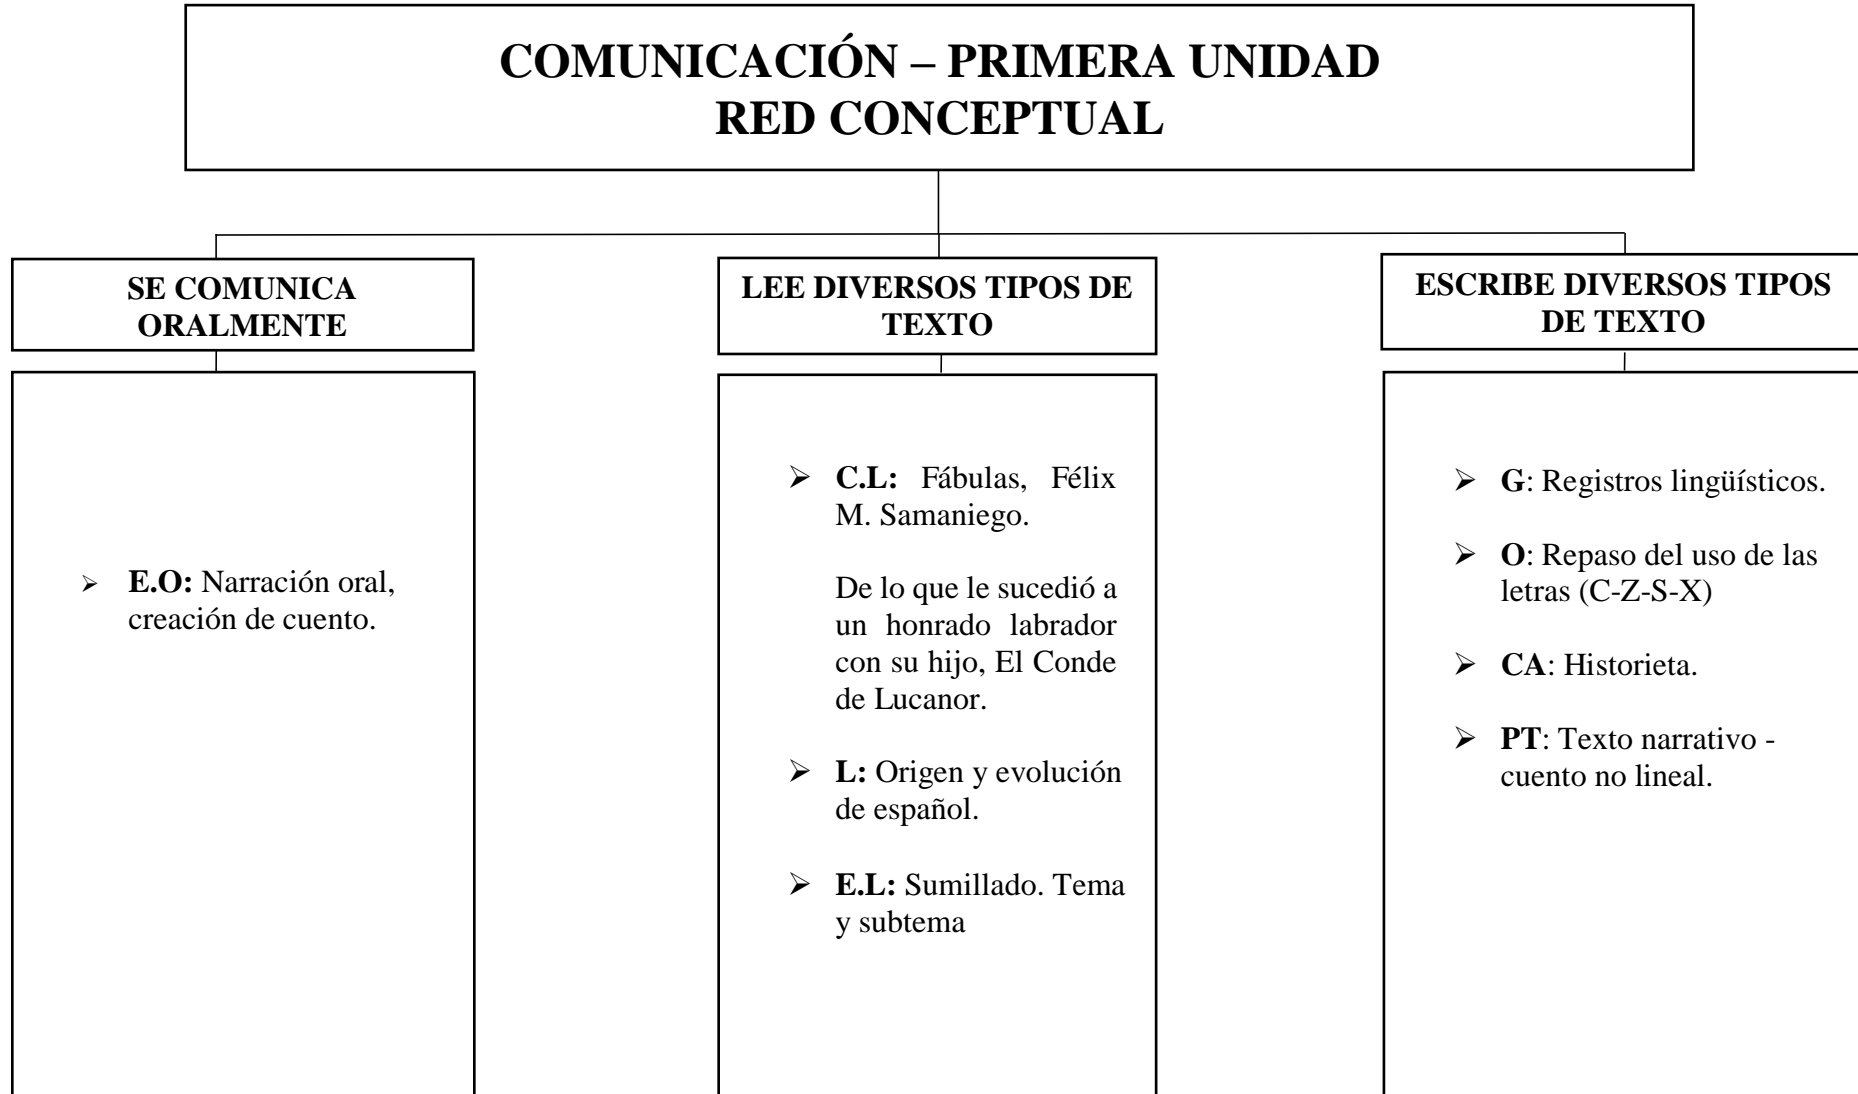 COMUNICACIÓN – PRIMERA UNIDAD
RED CONCEPTUAL
SE COMUNICA
ORALMENTE
➢ E.O: Narración oral,
creación de cuento.
LEE DIVERSOS TIPOS DE
TEXTO
➢ C.L: Fábulas, Félix
M. Samaniego.
De lo que le sucedió a
un honrado labrador
con su hijo, El Conde
de Lucanor.
➢ L: Origen y evolución
de español.
➢ E.L: Sumillado. Tema
y subtema
ESCRIBE DIVERSOS TIPOS
DE TEXTO
➢ G: Registros lingüísticos.
➢ O: Repaso del uso de las
letras (C-Z-S-X)
➢ CA: Historieta.
➢ PT: Texto narrativo -
cuento no lineal.